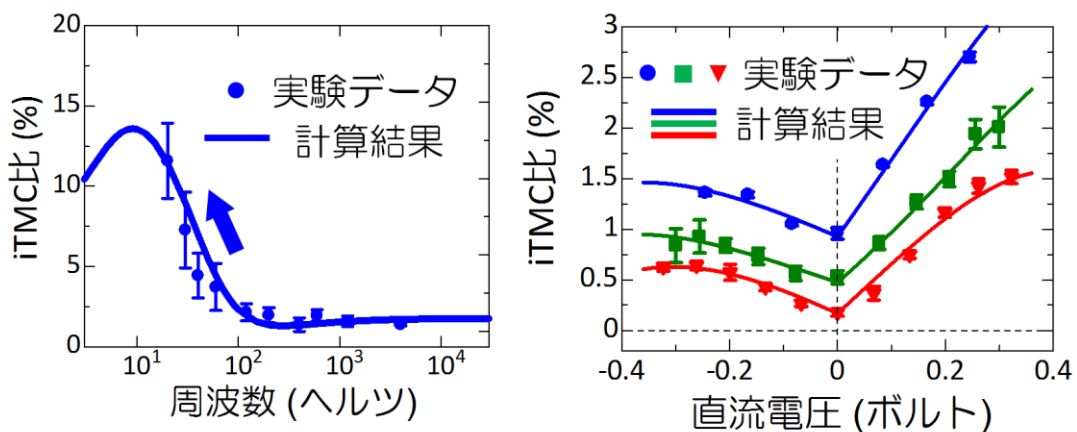 20
15
10
5
0
iTMC比 (%)
実験データ
計算結果
10¹ 10² 10³ 10⁴
周波数 (ヘルツ)
3
2.5
2
1.5
1
0.5
0
iTMC比 (%)
実験データ
計算結果
-0.4 -0.2 0 0.2 0.4
直流電圧 (ボルト)